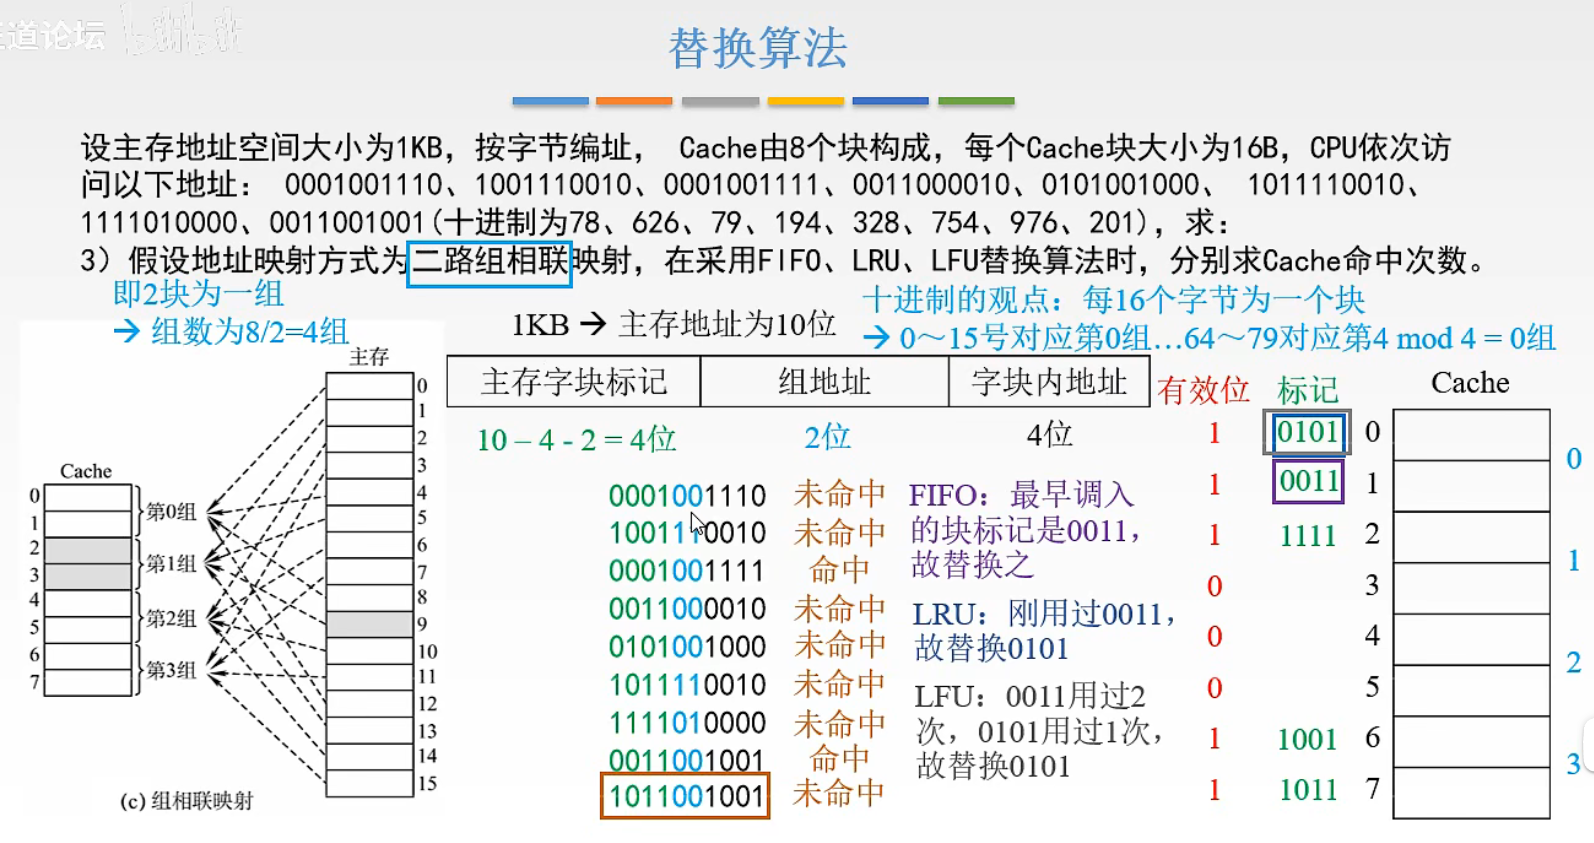 王道论坛 bilibili
替换算法
设主存地址空间大小为1KB，按字节编址， Cache由8个块构成，每个Cache块大小为16B，CPU依次访
问以下地址： 0001001110、1001110010、0001001111、0011000010、0101001000、 1011110010、
1111010000、0011001001(十进制为78、626、79、194、328、754、976、201)，求：
3）假设地址映射方式为二路组相联映射，在采用FIFO、LRU、LFU替换算法时，分别求Cache命中次数。
即2块为一组
→ 组数为8/2=4组
1KB → 主存地址为10位
十进制的观点：每16个字节为一个块
→ 0～15号对应第0组…64～79对应第4 mod 4 = 0组
主存
0
1
2
3
4
5
6
7
8
9
10
11
12
13
14
15
Cache
0
1
2
3
4
5
6
7
第0组
第1组
第2组
第3组
(c) 组相联映射
主存字块标记 组地址 字块内地址
10 – 4 - 2 = 4位 2位 4位
0001001110 未命中
1001110010 未命中
0001001111 命中
0011000010 未命中
0101001000 未命中
1011110010 未命中
1111010000 未命中
0011001001 命中
1011001001 未命中
FIFO：最早调入
的块标记是0011，
故替换之
LRU：刚用过0011，
故替换0101
LFU：0011用过2
次，0101用过1次，
故替换0101
有效位 标记 Cache
1 0101 0
1 0011 1
1 1111 2
0 3
0 4
0 5
1 1001 6
1 1011 7
0
1
2
3